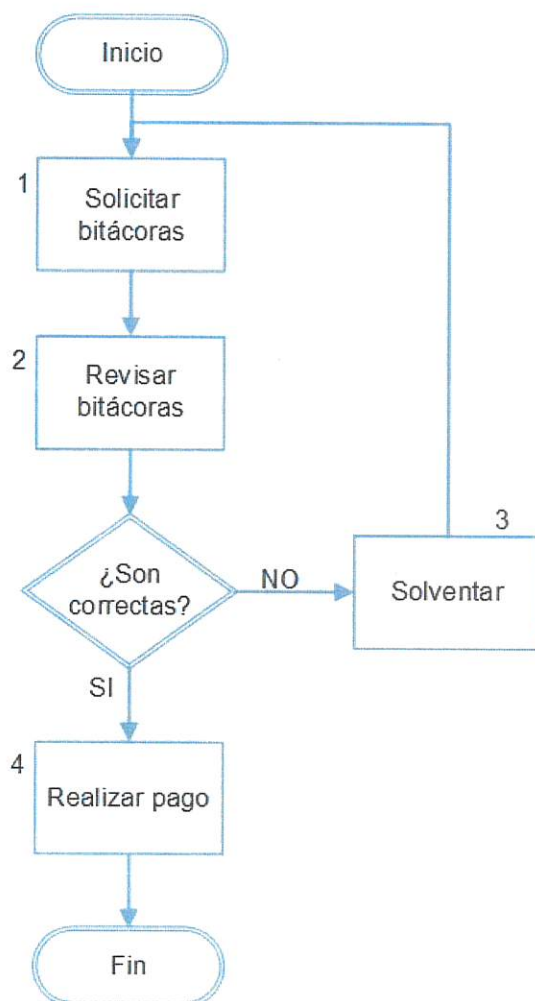 Inicio
1
Solicitar
bitácoras
2
Revisar
bitácoras
¿Son
correctas?
NO
3
Solventar
SI
4
Realizar pago
Fin